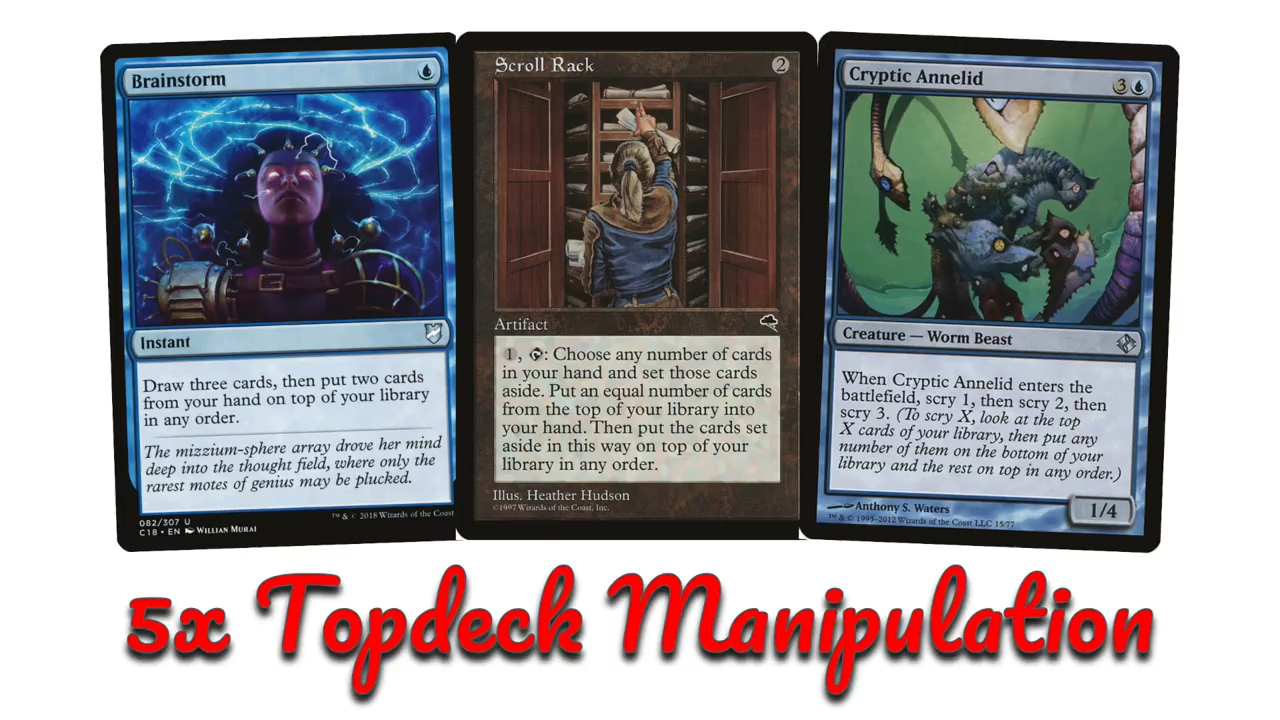 Brainstorm
Instant
Draw three cards, then put two cards
from your hand on top of your library
in any order.
The mizzium-sphere array drove her mind
deep into the thought field, where only the
rarest motes of genius may be plucked.
082/307 U
C18 • EN Willian Murai
™ & © 2018 Wizards of the Coast
Scroll Rack 2
Artifact
1, : Choose any number of cards
in your hand and set those cards
aside. Put an equal number of cards
from the top of your library into
your hand. Then put the cards set
aside in this way on top of your
library in any order.
Illus. Heather Hudson
©1997 Wizards of the Coast, Inc.
Cryptic Annelid 3
Creature — Worm Beast
When Cryptic Annelid enters the
battlefield, scry 1, then scry 2, then
scry 3. (To scry X, look at the top
X cards of your library, then put any
number of them on the bottom of your
library and the rest on top in any order.)
Anthony S. Waters
™ & © 1993–2012 Wizards of the Coast LLC 15/77
1/4
5x Topdeck Manipulation